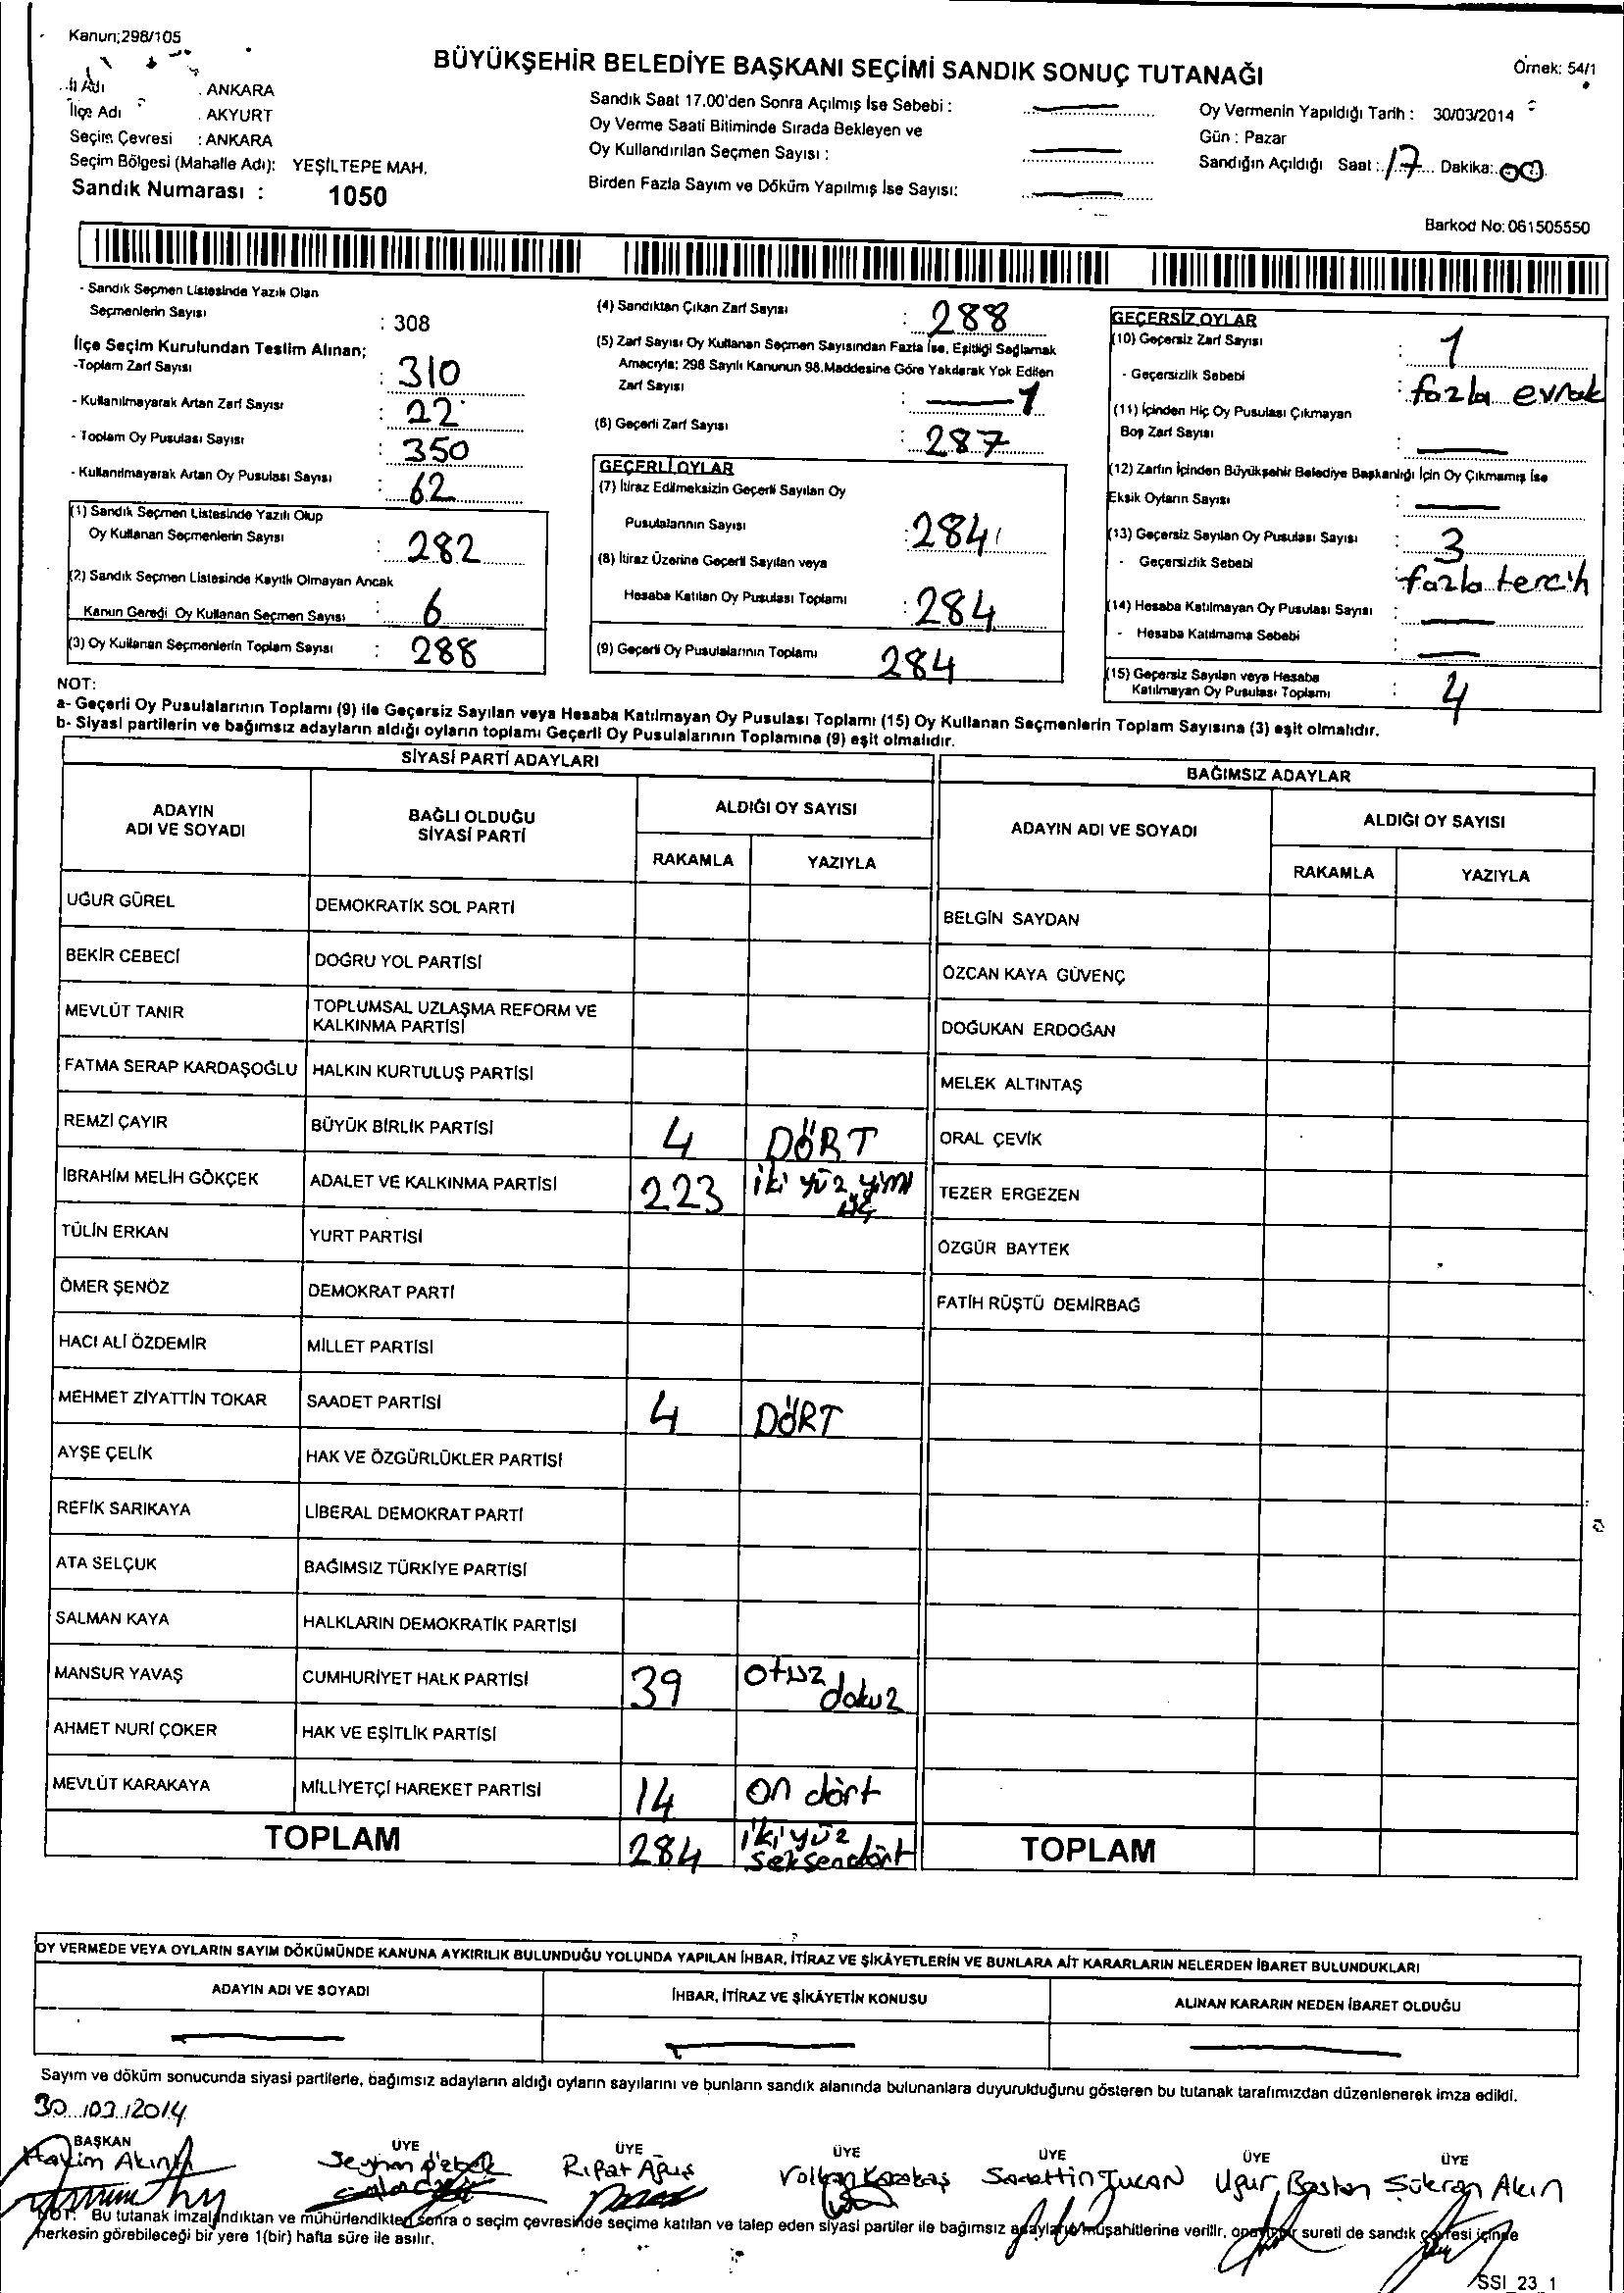 Kanun;298/105
BÜYÜKŞEHİR BELEDİYE BAŞKANI SEÇİMİ SANDIK SONUÇ TUTANAĞI
Örnek: 54/1
İli Adı : ANKARA
İlçe Adı : AKYURT
Seçim Çevresi : ANKARA
Seçim Bölgesi (Mahalle Adı): YEŞİLTEPE MAH.
Sandık Numarası : 1050
Sandık Saat 17.00'den Sonra Açılmış İse Sebebi :
Oy Verme Saati Bitiminde Sırada Bekleyen ve
Oy Kullandırılan Seçmen Sayısı :
Birden Fazla Sayım ve Döküm Yapılmış İse Sayısı:
Oy Vermenin Yapıldığı Tarih : 30/03/2014
Gün : Pazar
Sandığın Açıldığı Saat : 17 Dakika: 00
Barkod No: 061505550
- Sandık Seçmen Listesinde Yazılı Olan
Seçmenlerin Sayısı : 308
İlçe Seçim Kurulundan Teslim Alınan;
-Toplam Zarf Sayısı : 310
- Kullanılmayarak Artan Zarf Sayısı : 22
- Toplam Oy Pusulası Sayısı : 350
- Kullanılmayarak Artan Oy Pusulası Sayısı : 62
(1) Sandık Seçmen Listesinde Yazılı Olup
Oy Kullanan Seçmenlerin Sayısı : 282
(2) Sandık Seçmen Listesinde Kayıtlı Olmayan Ancak
Kanun Gereği Oy Kullanan Seçmen Sayısı : 6
(3) Oy Kullanan Seçmenlerin Toplam Sayısı : 288
(4) Sandıktan Çıkan Zarf Sayısı : 288
(5) Zarf Sayısı Oy Kullanan Seçmen Sayısından Fazla İse, Eşitliği Sağlamak
Amacıyla; 298 Sayılı Kanunun 98.Maddesine Göre Yakılarak Yok Edilen
Zarf Sayısı : 1
(6) Geçerli Zarf Sayısı : 287
GEÇERLİ OYLAR
(7) İtiraz Edilmeksizin Geçerli Sayılan Oy
Pusulalarının Sayısı : 284
(8) İtiraz Üzerine Geçerli Sayılan veya
Hesaba Katılan Oy Pusulası Toplamı : 284
(9) Geçerli Oy Pusulalarının Toplamı 284
GEÇERSİZ OYLAR
(10) Geçersiz Zarf Sayısı : 1
- Geçersizlik Sebebi : fazla evrak
(11) İçinden Hiç Oy Pusulası Çıkmayan
Boş Zarf Sayısı :
(12) Zarfın İçinden Büyükşehir Belediye Başkanlığı İçin Oy Çıkmamış İse
Eksik Oyların Sayısı :
(13) Geçersiz Sayılan Oy Pusulası Sayısı : 3
- Geçersizlik Sebebi : fazla tercih
(14) Hesaba Katılmayan Oy Pusulası Sayısı :
- Hesaba Katılmama Sebebi :
(15) Geçersiz Sayılan veya Hesaba
Katılmayan Oy Pusulası Toplamı : 4
NOT:
a- Geçerli Oy Pusulalarının Toplamı (9) ile Geçersiz Sayılan veya Hesaba Katılmayan Oy Pusulası Toplamı (15) Oy Kullanan Seçmenlerin Toplam Sayısına (3) eşit olmalıdır.
b- Siyasi partilerin ve bağımsız adayların aldığı oyların toplamı Geçerli Oy Pusulalarının Toplamına (9) eşit olmalıdır.
SİYASİ PARTİ ADAYLARI
ADAYIN
ADI VE SOYADI
BAĞLI OLDUĞU
SİYASİ PARTİ
ALDIĞI OY SAYISI
RAKAMLA YAZIYLA
UĞUR GÜREL DEMOKRATİK SOL PARTİ
BEKİR CEBECİ DOĞRU YOL PARTİSİ
MEVLÜT TANIR TOPLUMSAL UZLAŞMA REFORM VE
KALKINMA PARTİSİ
FATMA SERAP KARDAŞOĞLU HALKIN KURTULUŞ PARTİSİ
REMZİ ÇAYIR BÜYÜK BİRLİK PARTİSİ 4 DÖRT
İBRAHİM MELİH GÖKÇEK ADALET VE KALKINMA PARTİSİ 223 iki yüz yimi
üç
TÜLİN ERKAN YURT PARTİSİ
ÖMER ŞENÖZ DEMOKRAT PARTİ
HACI ALİ ÖZDEMİR MİLLET PARTİSİ
MEHMET ZİYATTİN TOKAR SAADET PARTİSİ 4 DÖRT
AYŞE ÇELİK HAK VE ÖZGÜRLÜKLER PARTİSİ
REFİK SARIKAYA LİBERAL DEMOKRAT PARTİ
ATA SELÇUK BAĞIMSIZ TÜRKİYE PARTİSİ
SALMAN KAYA HALKLARIN DEMOKRATİK PARTİSİ
MANSUR YAVAŞ CUMHURİYET HALK PARTİSİ 39 otuz
dokuz
AHMET NURİ ÇOKER HAK VE EŞİTLİK PARTİSİ
MEVLÜT KARAKAYA MİLLİYETÇİ HAREKET PARTİSİ 14 on dört
TOPLAM 284 iki yüz
seksendört
BAĞIMSIZ ADAYLAR
ADAYIN ADI VE SOYADI
ALDIĞI OY SAYISI
RAKAMLA YAZIYLA
BELGİN SAYDAN
ÖZCAN KAYA GÜVENÇ
DOĞUKAN ERDOĞAN
MELEK ALTINTAŞ
ORAL ÇEVİK
TEZER ERGEZEN
ÖZGÜR BAYTEK
FATİH RÜŞTÜ DEMİRBAĞ
TOPLAM
OY VERMEDE VEYA OYLARIN SAYIM DÖKÜMÜNDE KANUNA AYKIRILIK BULUNDUĞU YOLUNDA YAPILAN İHBAR, İTİRAZ VE ŞİKÂYETLERİN VE BUNLARA AİT KARARLARIN NELERDEN İBARET BULUNDUKLARI
ADAYIN ADI VE SOYADI İHBAR, İTİRAZ VE ŞİKÂYETİN KONUSU ALINAN KARARIN NEDEN İBARET OLDUĞU
Sayım ve döküm sonucunda siyasi partilerle, bağımsız adayların aldığı oyların sayılarını ve bunların sandık alanında bulunanlara duyurulduğunu gösteren bu tutanak tarafımızdan düzenlenerek imza edildi.
30/03/2014
BAŞKAN ÜYE ÜYE ÜYE ÜYE ÜYE ÜYE
Akın Rıfat Volkan Karabaş Sadettin TURAN Uğur Baston Şükran Akın
NOT: Bu tutanak imzalandıktan ve mühürlendikten sonra o seçim çevresinde seçime katılan ve talep eden siyasi partiler ile bağımsız adayların müşahitlerine verilir, onaylı bir sureti de sandık çevresi içinde
herkesin görebileceği bir yere 1(bir) hafta süre ile asılır.
SSI_23_1